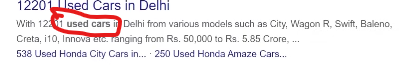 12201 Used Cars in Delhi
With 12201 used cars in Delhi from various models such as City, Wagon R, Swift, Baleno,
Creta, i10, Innova etc. ranging from Rs. 50,000 to Rs. 5.85 Crore, ...
538 Used Honda City Cars in... · 250 Used Honda Amaze Cars...